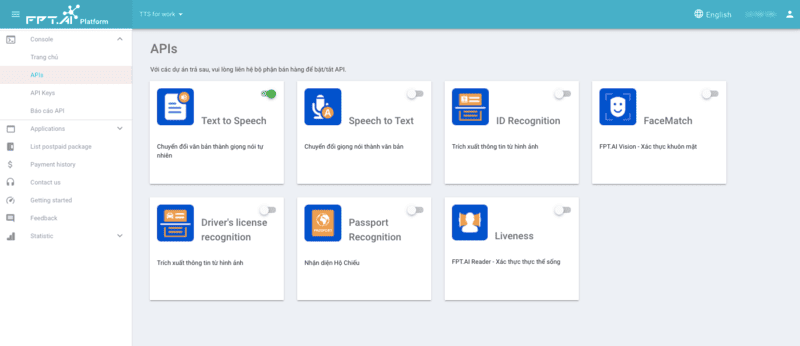 FPT.AI Platform
TTS for work
English
Console
Trang chủ
APIs
API Keys
Báo cáo API
Applications
List postpaid package
Payment history
Contact us
Getting started
Feedback
Statistic
APIs
Với các dự án trả sau, vui lòng liên hệ bộ phận bán hàng để bật/tắt API.
Text to Speech
Chuyển đổi văn bản thành giọng nói tự
nhiên
Speech to Text
Chuyển đổi giọng nói thành văn bản
ID Recognition
Trích xuất thông tin từ hình ảnh
FaceMatch
FPT.AI Vision - Xác thực khuôn mặt
Driver's license
recognition
Trích xuất thông tin từ hình ảnh
PASSPORT
Passport
Recognition
Nhận diện Hộ Chiếu
Liveness
FPT.AI Reader - Xác thực thực thể sống